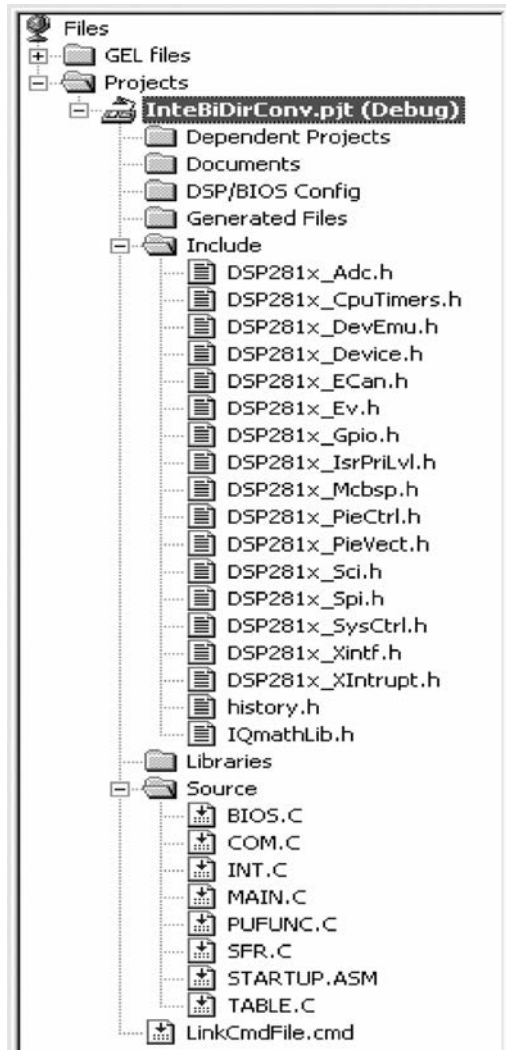 Files
GEL files
Projects
InteBiDirConv.pjt (Debug)
Dependent Projects
Documents
DSP/BIOS Config
Generated Files
Include
DSP281x_Adc.h
DSP281x_CpuTimers.h
DSP281x_DevEmu.h
DSP281x_Device.h
DSP281x_ECan.h
DSP281x_Ev.h
DSP281x_Gpio.h
DSP281x_IsrPriLvl.h
DSP281x_Mcbsp.h
DSP281x_PieCtrl.h
DSP281x_PieVect.h
DSP281x_Sci.h
DSP281x_Spi.h
DSP281x_SysCtrl.h
DSP281x_Xintf.h
DSP281x_XIntrupt.h
history.h
IQmathLib.h
Libraries
Source
BIOS.C
COM.C
INT.C
MAIN.C
PUFUNC.C
SFR.C
STARTUP.ASM
TABLE.C
LinkCmdFile.cmd